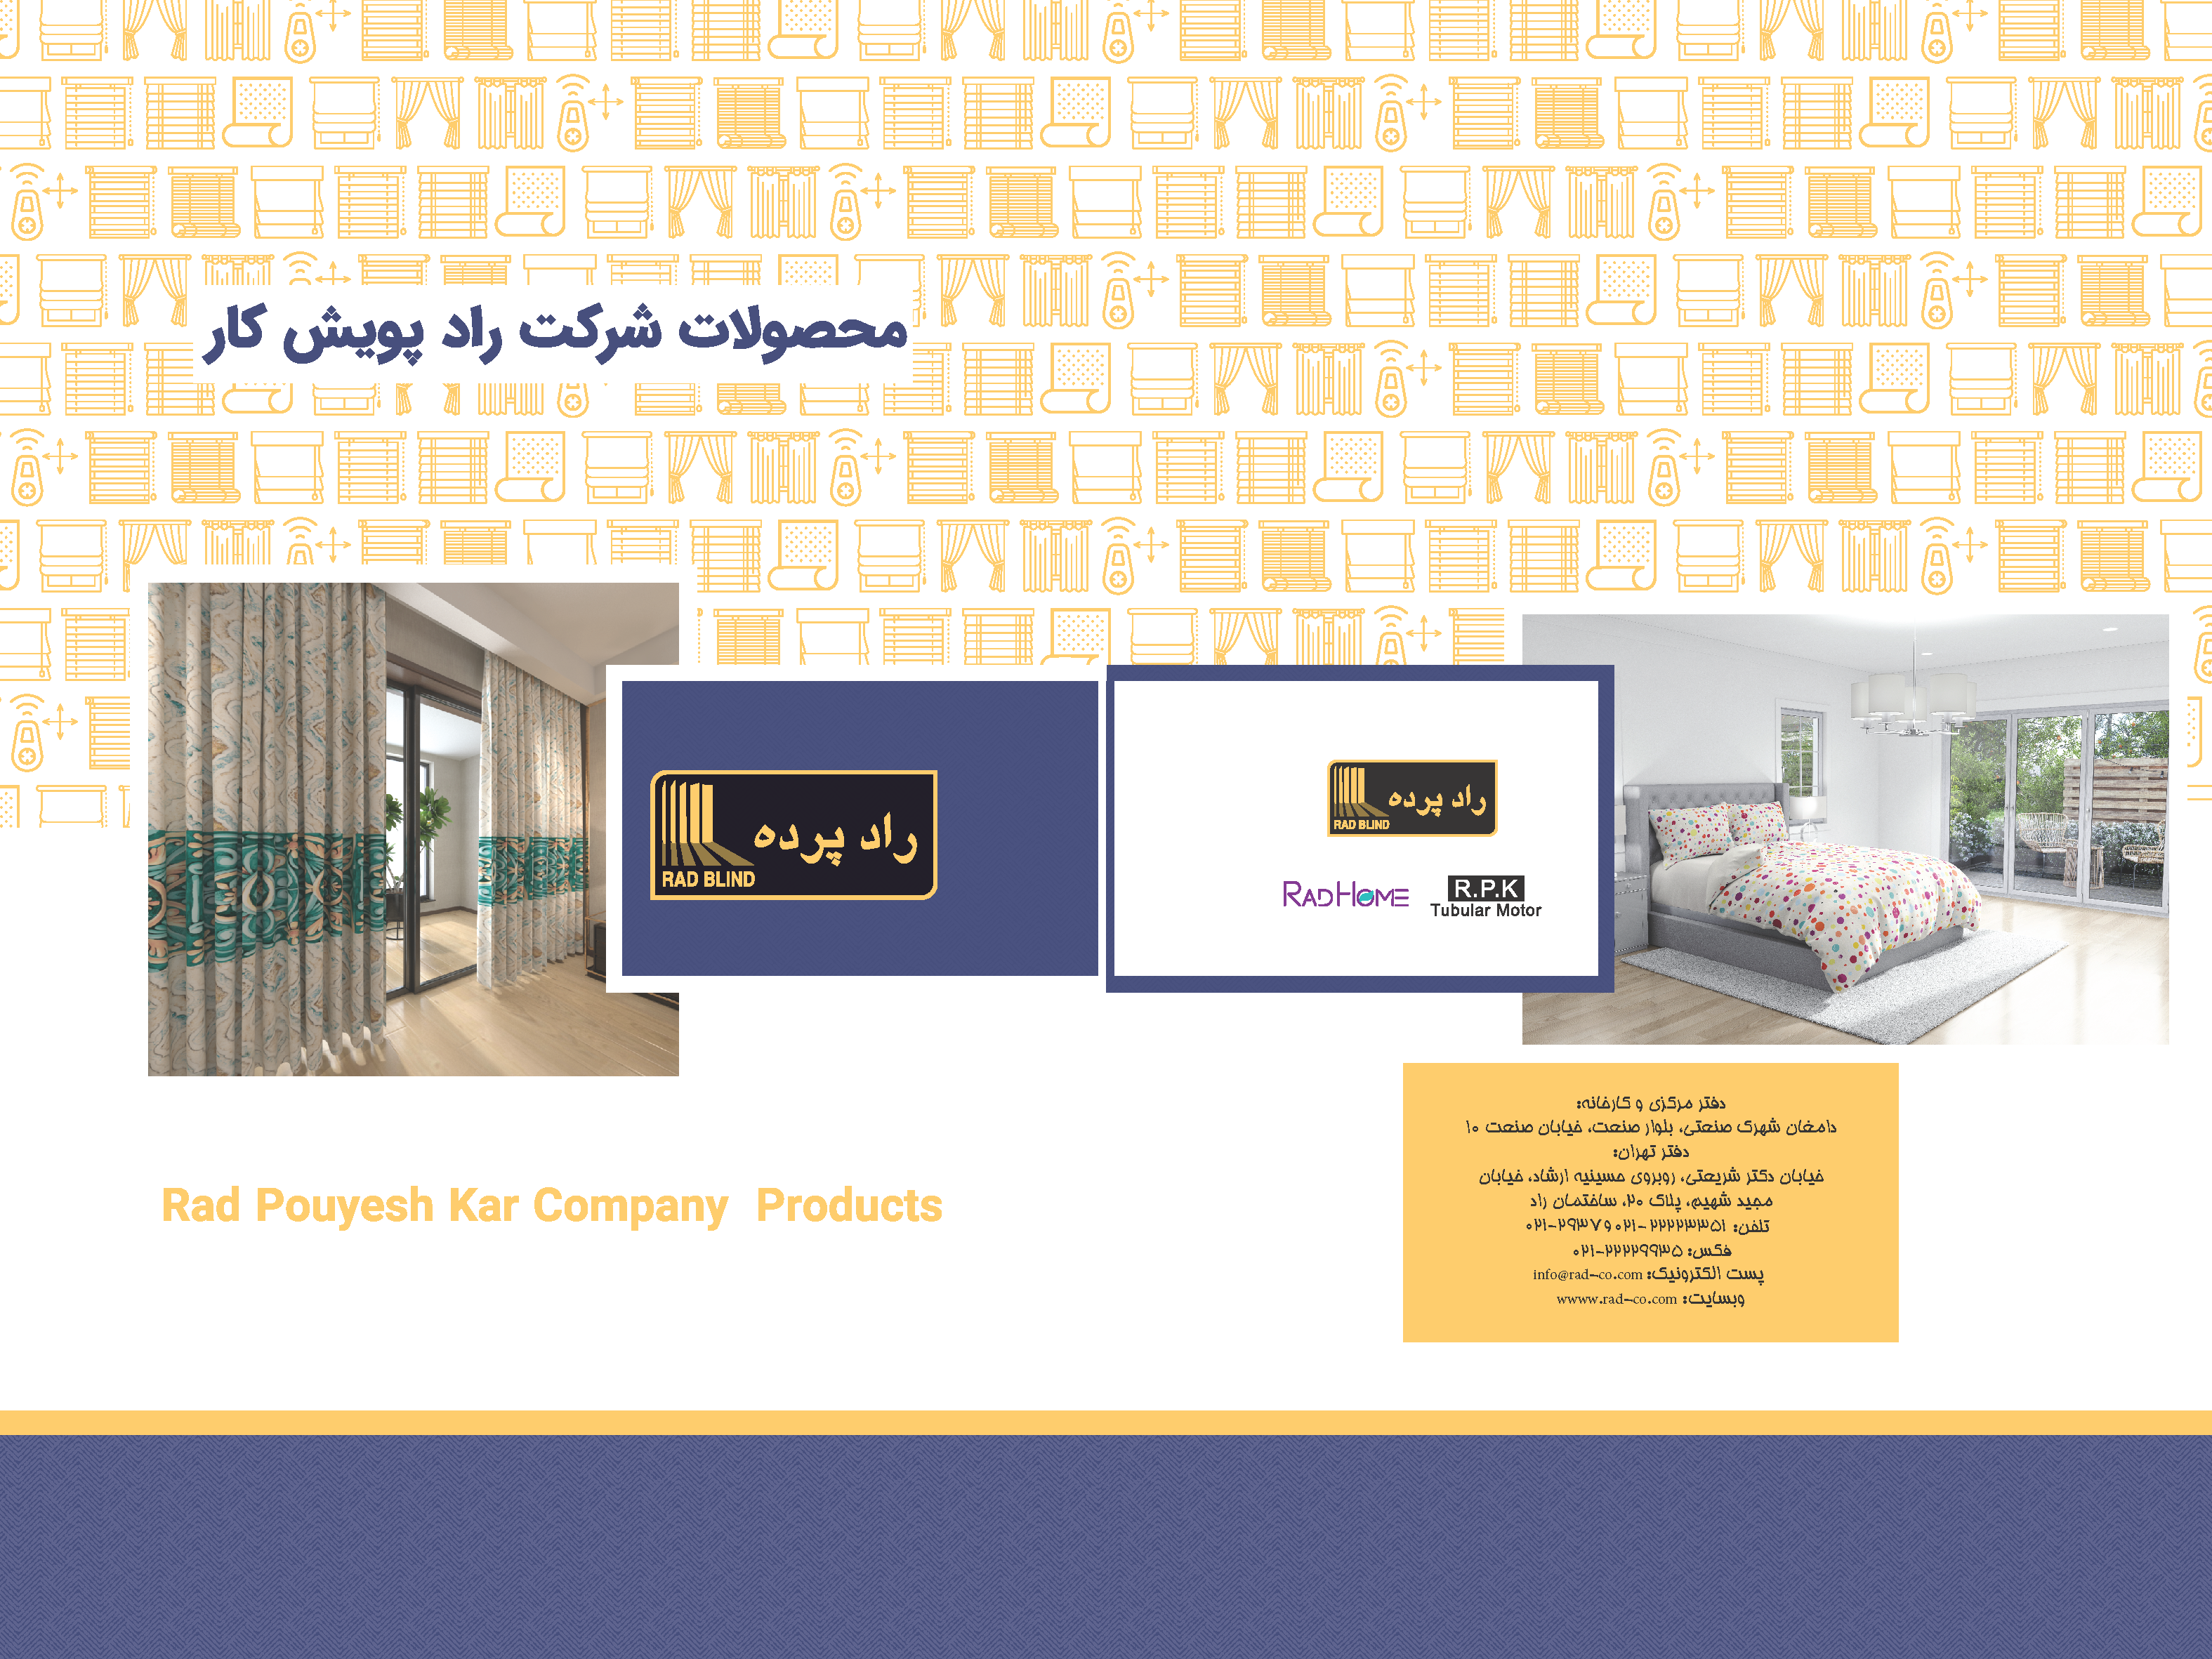 محصولات شرکت راد پویش کار
راد پرده
RAD BLIND
راد پرده
RAD BLIND
RADHOME
R.P.K
Tubular Motor
Rad Pouyesh Kar Company Products
دفتر مرکزی و کارخانه:
دامغان شهرک صنعتی، بلوار صنعت، خیابان صنعت ۱۰
دفتر تهران:
خیابان دکتر شریعتی، روبروی حسینیه ارشاد، خیابان
مجید شهیم، پلاک ۲۰، ساختمان راد
تلفن: ۲۲۲۲۳۳۵۱ -۰۲۱ و ۲۹۳۷-۰۲۱
فکس: ۲۲۲۲۹۹۳۵-۰۲۱
پست الکترونیک: info@rad-co.com
وبسایت: wwww.rad-co.com